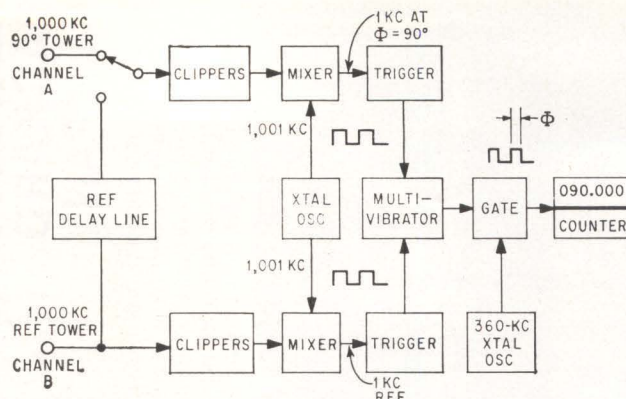 1,000 KC
90° TOWER
CHANNEL
A
CLIPPERS
MIXER
1 KC AT
Φ = 90°
TRIGGER
1,001 KC
Φ
REF
DELAY LINE
XTAL
OSC
MULTI-
VIBRATOR
GATE
090.000
COUNTER
1,001 KC
1,000 KC
REF TOWER
CHANNEL
B
CLIPPERS
MIXER
1 KC
REF
TRIGGER
360-KC
XTAL
OSC